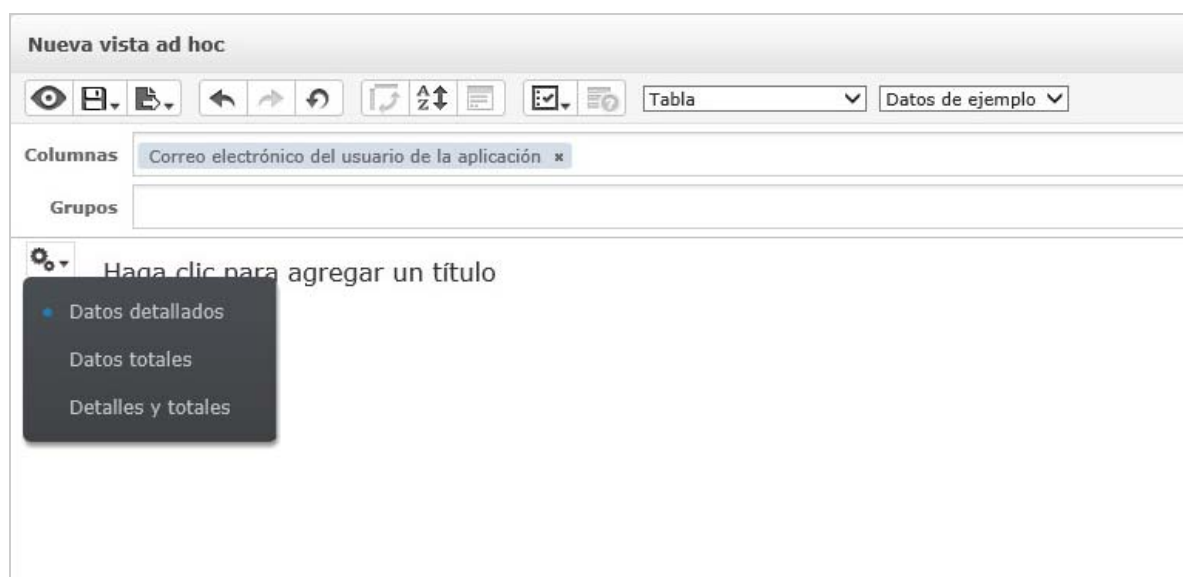 Nueva vista ad hoc
Tabla Datos de ejemplo
Columnas Correo electrónico del usuario de la aplicación ×
Grupos
Haga clic para agregar un título
Datos detallados
Datos totales
Detalles y totales